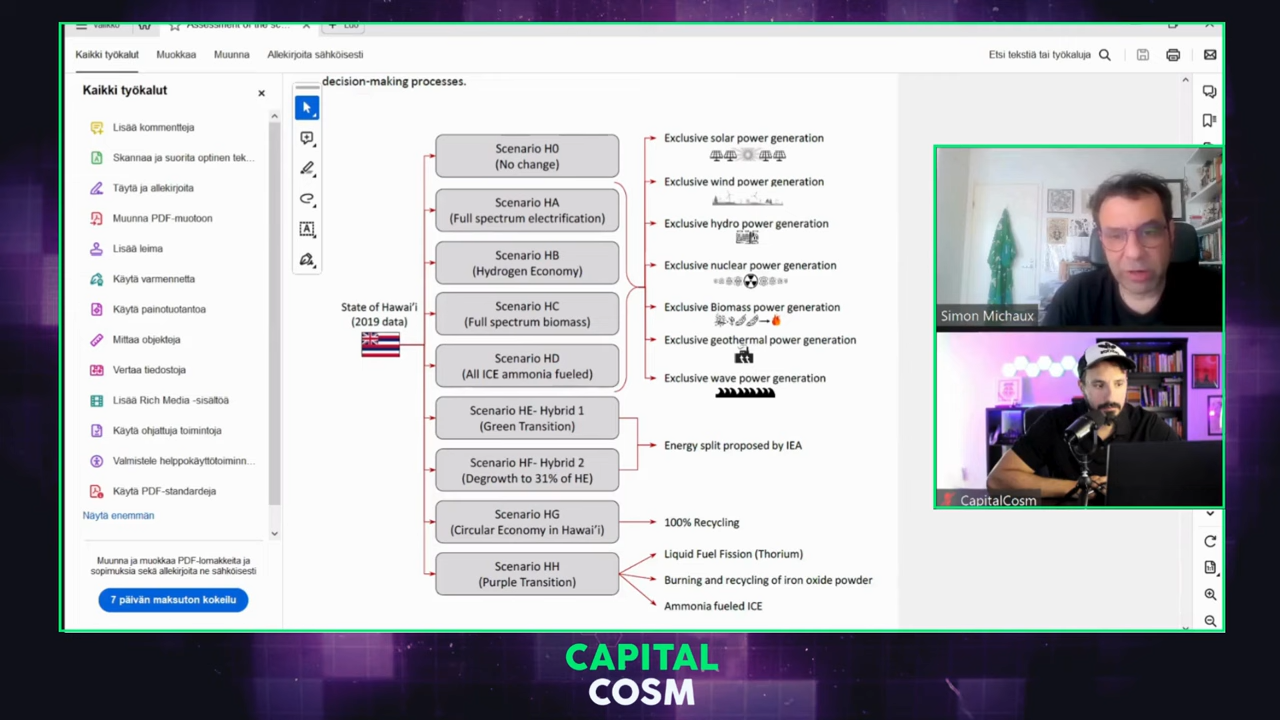 Valikko
Assessment of the sc...
Luo
Kaikki työkalut
Muokkaa
Muunna
Allekirjoita sähköisesti
Etsi tekstiä tai työkaluja
Kaikki työkalut
Lisää kommentteja
Skannaa ja suorita optinen tek...
Täytä ja allekirjoita
Muunna PDF-muotoon
Lisää leima
Käytä varmennetta
Käytä painotuotantoa
Mittaa objekteja
Vertaa tiedostoja
Lisää Rich Media -sisältöä
Käytä ohjattuja toimintoja
Valmistele helppokäyttötoiminn...
Käytä PDF-standardeja
Näytä enemmän
Muunna ja muokkaa PDF-lomakkeita ja
sopimuksia sekä allekirjoita ne sähköisesti
7 päivän maksuton kokeilu
decision-making processes.
State of Hawai'i
(2019 data)
Scenario H0
(No change)
Scenario HA
(Full spectrum electrification)
Scenario HB
(Hydrogen Economy)
Scenario HC
(Full spectrum biomass)
Scenario HD
(All ICE ammonia fueled)
Scenario HE- Hybrid 1
(Green Transition)
Scenario HF- Hybrid 2
(Degrowth to 31% of HE)
Scenario HG
(Circular Economy in Hawai'i)
Scenario HH
(Purple Transition)
Exclusive solar power generation
Exclusive wind power generation
Exclusive hydro power generation
Exclusive nuclear power generation
Exclusive Biomass power generation
Exclusive geothermal power generation
Exclusive wave power generation
Energy split proposed by IEA
100% Recycling
Liquid Fuel Fission (Thorium)
Burning and recycling of iron oxide powder
Ammonia fueled ICE
Simon Michaux
CapitalCosm
CAPITAL
COSM